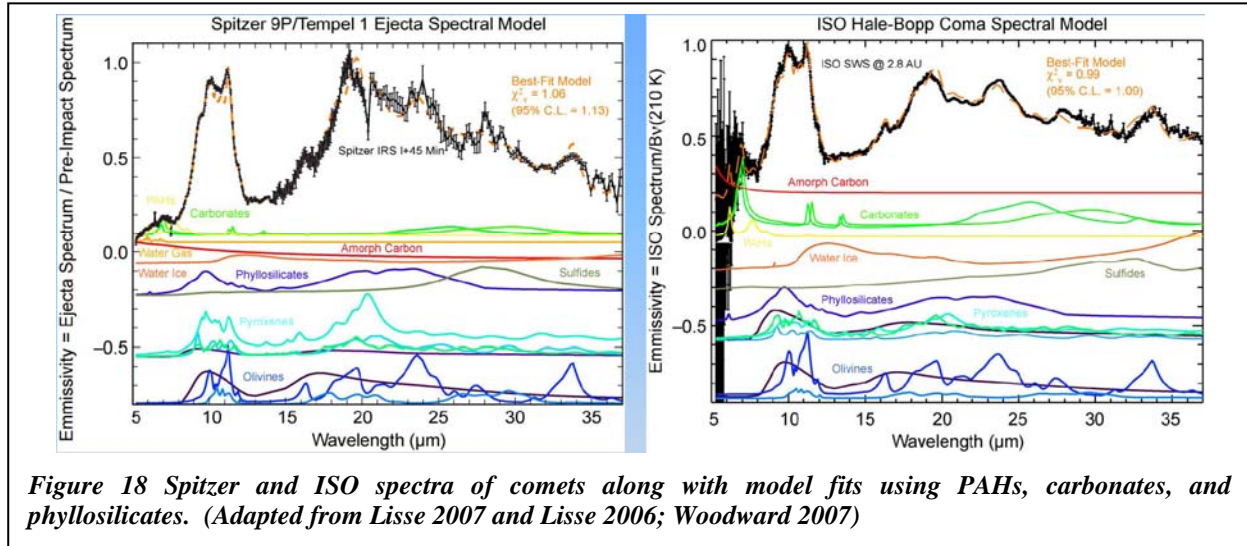 Spitzer 9P/Tempel 1 Ejecta Spectral Model
Emmissivity = Ejecta Spectrum / Pre-Impact Spectrum
1.0
0.5
0.0
−0.5
Best-Fit Model
χ²ᵥ = 1.06
(95% C.L. = 1.13)
Spitzer IRS I+45 Min
PAHs
Carbonates
Water Gas
Amorph Carbon
Water Ice
Phyllosilicates
Sulfides
Pyroxenes
Olivines
5 10 15 20 25 30 35
Wavelength (µm)
ISO Hale-Bopp Coma Spectral Model
Emmissivity = ISO Spectrum/Bv(210 K)
1.0
0.5
0.0
−0.5
ISO SWS @ 2.8 AU
Best-Fit Model
χ²ᵥ = 0.99
(95% C.L. = 1.09)
Amorph Carbon
Carbonates
PAHs
Water Ice
Sulfides
Phyllosilicates
Pyroxenes
Olivines
5 10 15 20 25 30 35
Wavelength (µm)
Figure 18 Spitzer and ISO spectra of comets along with model fits using PAHs, carbonates, and
phyllosilicates. (Adapted from Lisse 2007 and Lisse 2006; Woodward 2007)